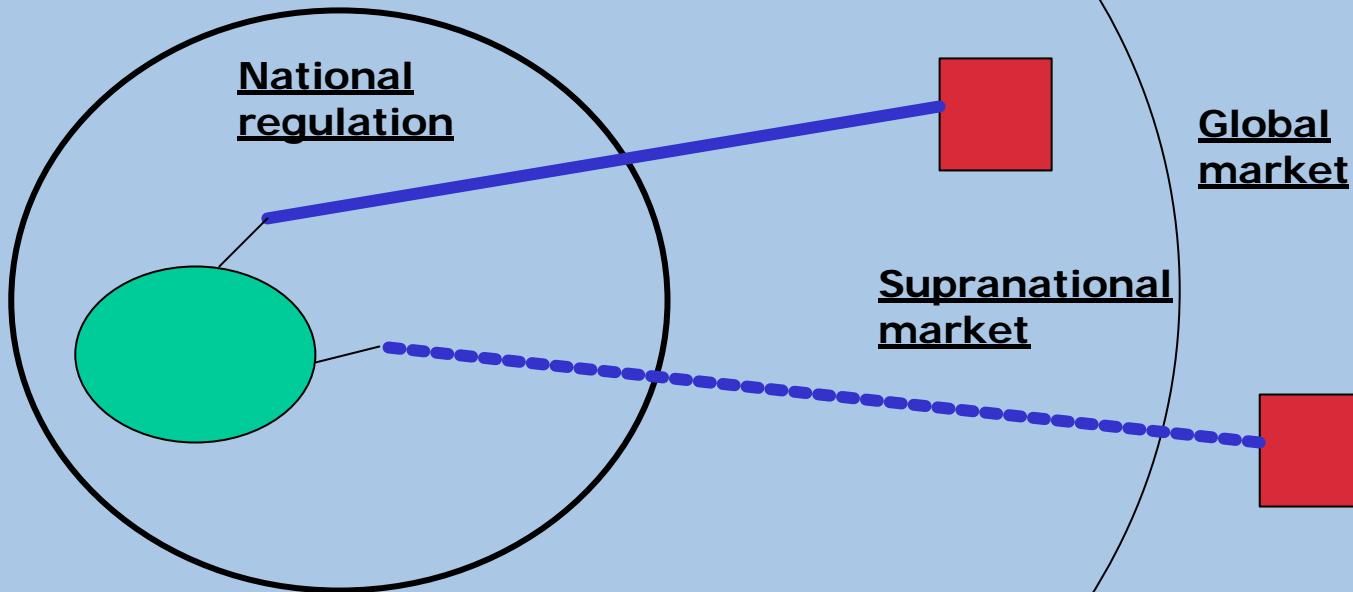 National
regulation
Global
market
Supranational
market